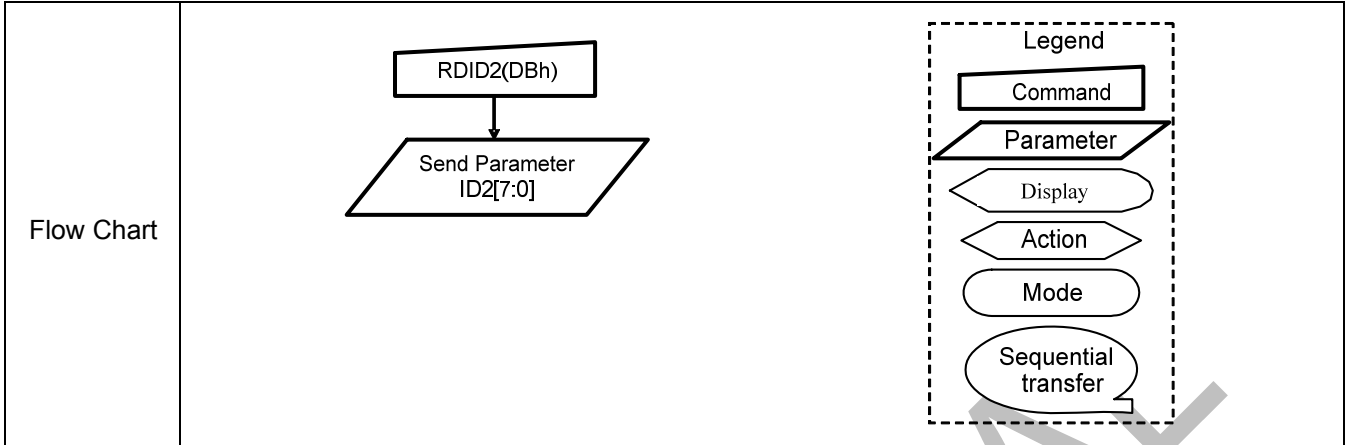 Flow Chart
RDID2(DBh)
Send Parameter
ID2[7:0]
Legend
Command
Parameter
Display
Action
Mode
Sequential
transfer